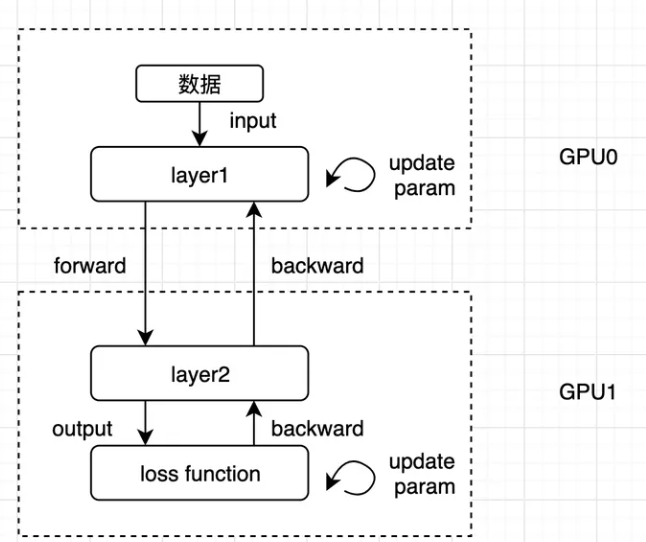 数据
input
layer1
update
param
GPU0
forward
backward
layer2
GPU1
output
backward
loss function
update
param